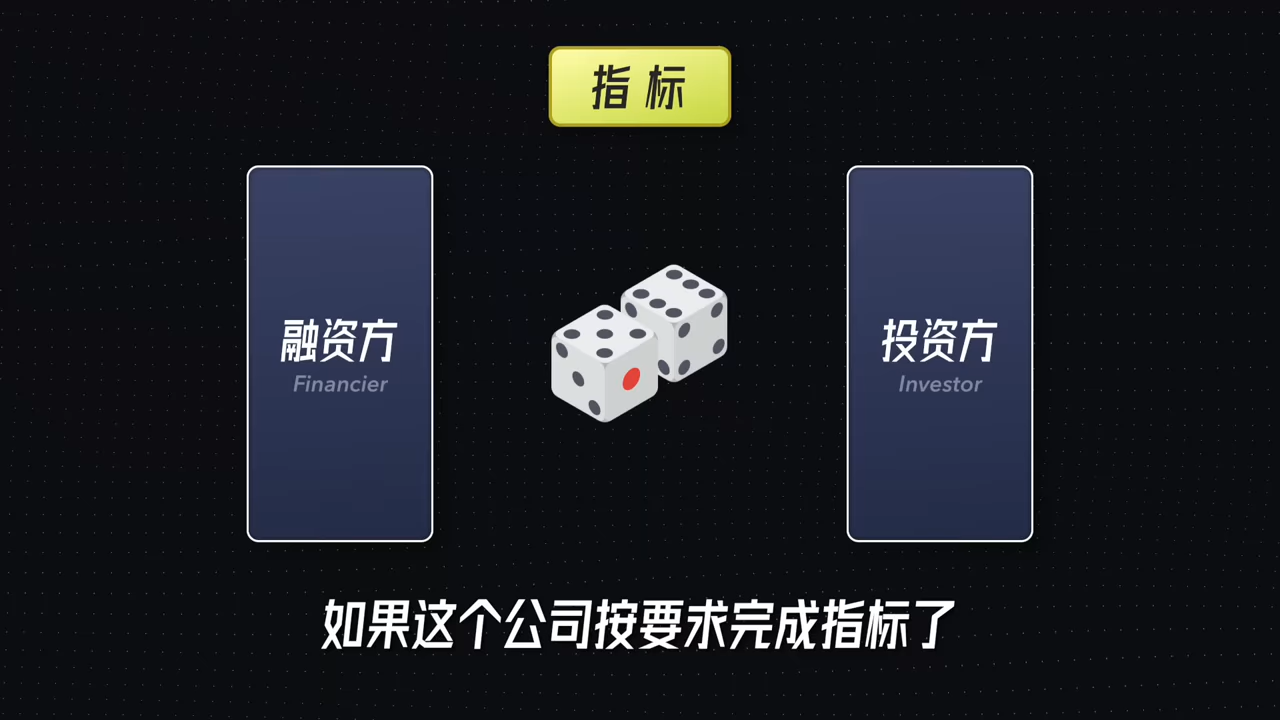 指标
融资方
Financier
投资方
Investor
如果这个公司按要求完成指标了